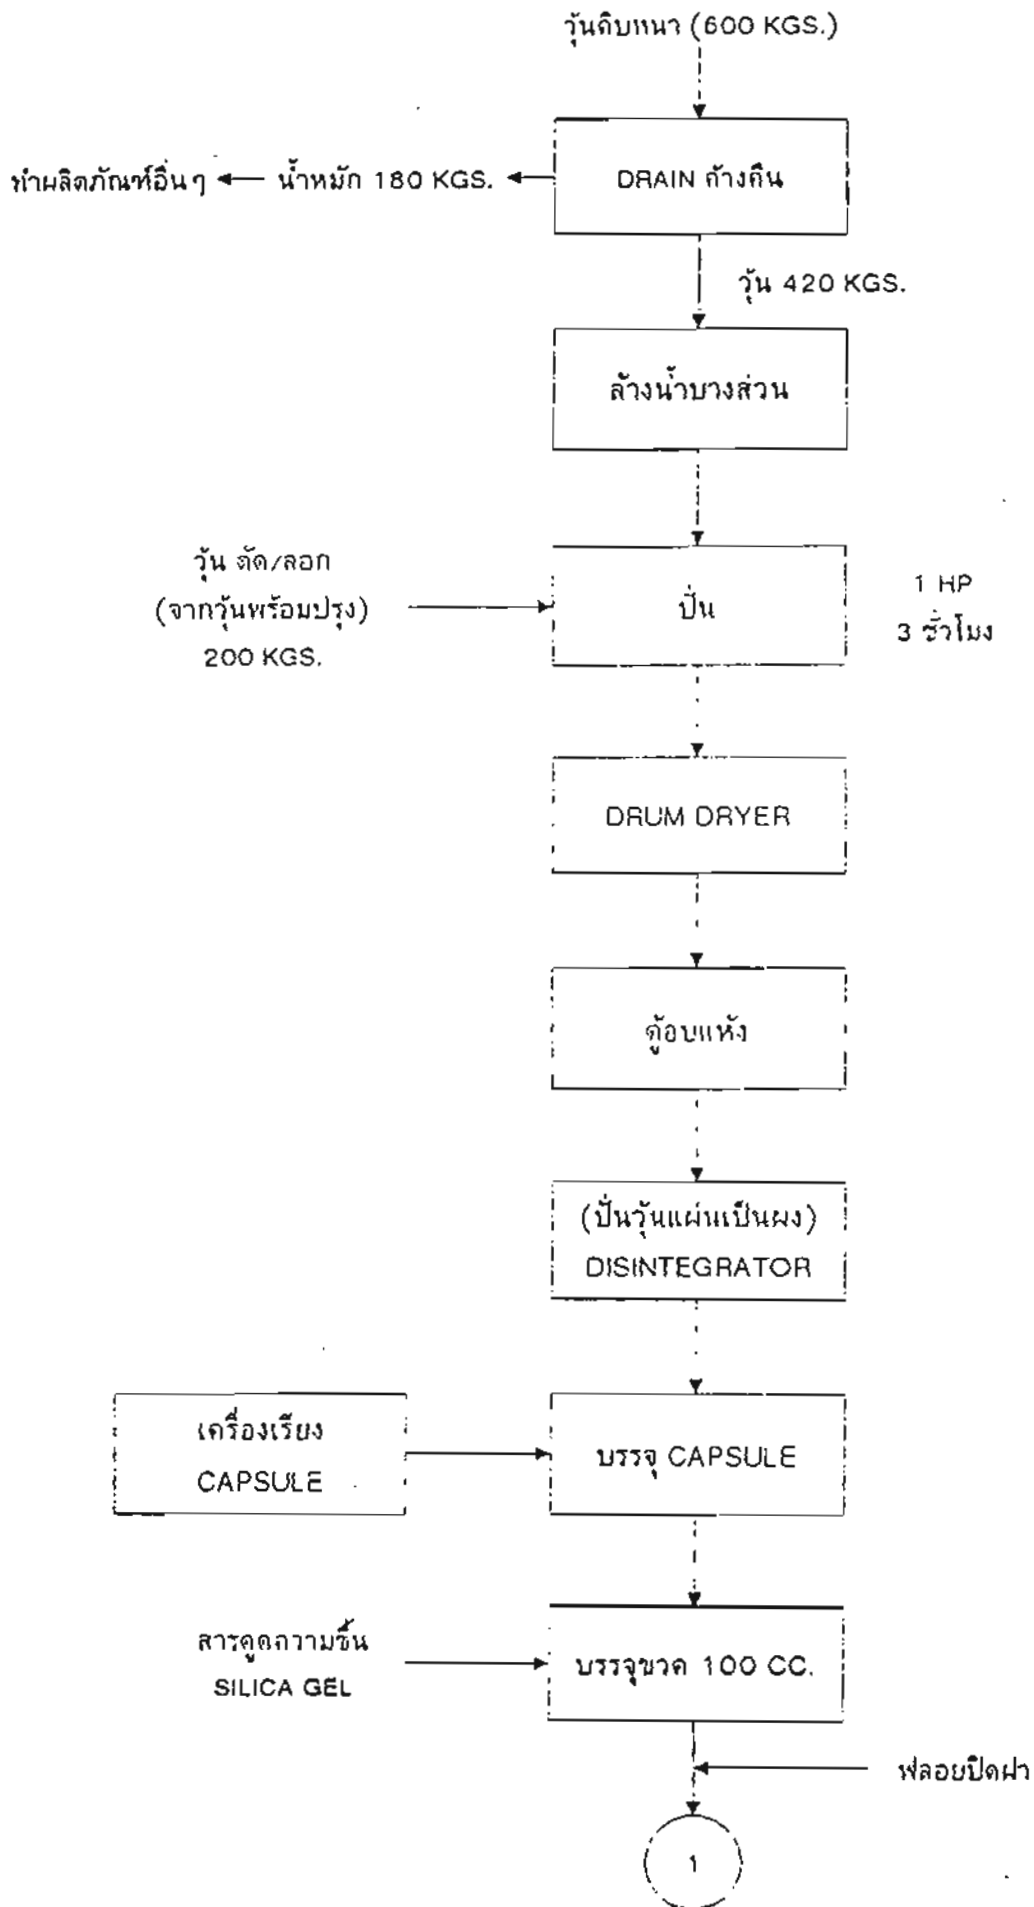 วุ้นดิบหนา (600 KGS.)
ทำผลิตภัณฑ์อื่นๆ
น้ำหมัก 180 KGS.
DRAIN ค้างคืน
วุ้น 420 KGS.
ล้างน้ำบางส่วน
วุ้น ตัด/ลอก
(จากวุ้นพร้อมปรุง)
200 KGS.
ปั่น
1 HP
3 ชั่วโมง
DRUM DRYER
ตู้อบแห้ง
(ปั่นวุ้นแผ่นเป็นผง)
DISINTEGRATOR
เครื่องเรียง
CAPSULE
บรรจุ CAPSULE
สารดูดความชื้น
SILICA GEL
บรรจุขวด 100 CC.
ฟลอยปิดฝา
1